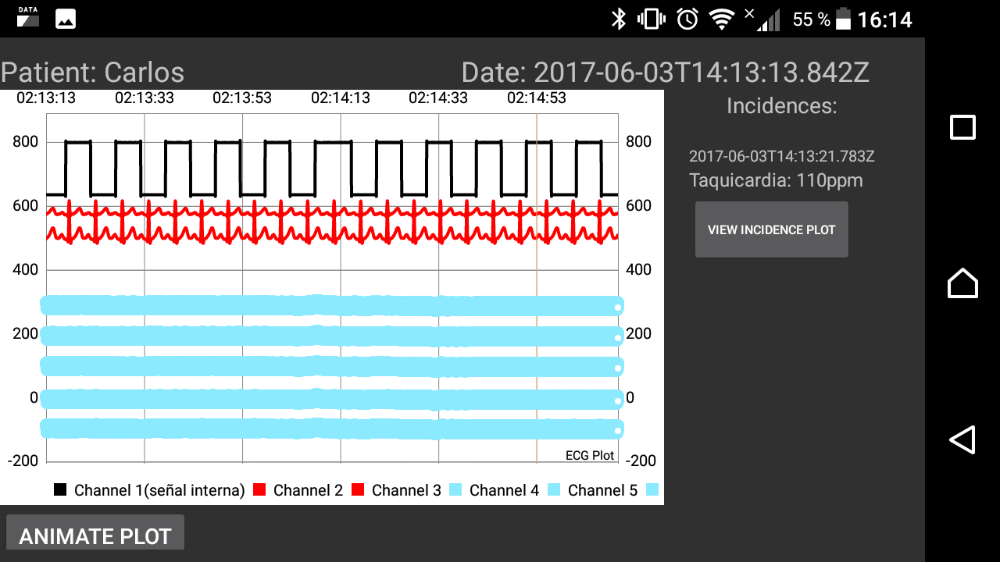 DATA
55 % 16:14
Patient: Carlos
Date: 2017-06-03T14:13:13.842Z
02:13:13 02:13:33 02:13:53 02:14:13 02:14:33 02:14:53
Incidences:
800 800
2017-06-03T14:13:21.783Z
Taquicardia: 110ppm
600 600
VIEW INCIDENCE PLOT
400 400
200 200
0 0
ECG Plot
-200 -200
Channel 1(señal interna) Channel 2 Channel 3 Channel 4 Channel 5
ANIMATE PLOT